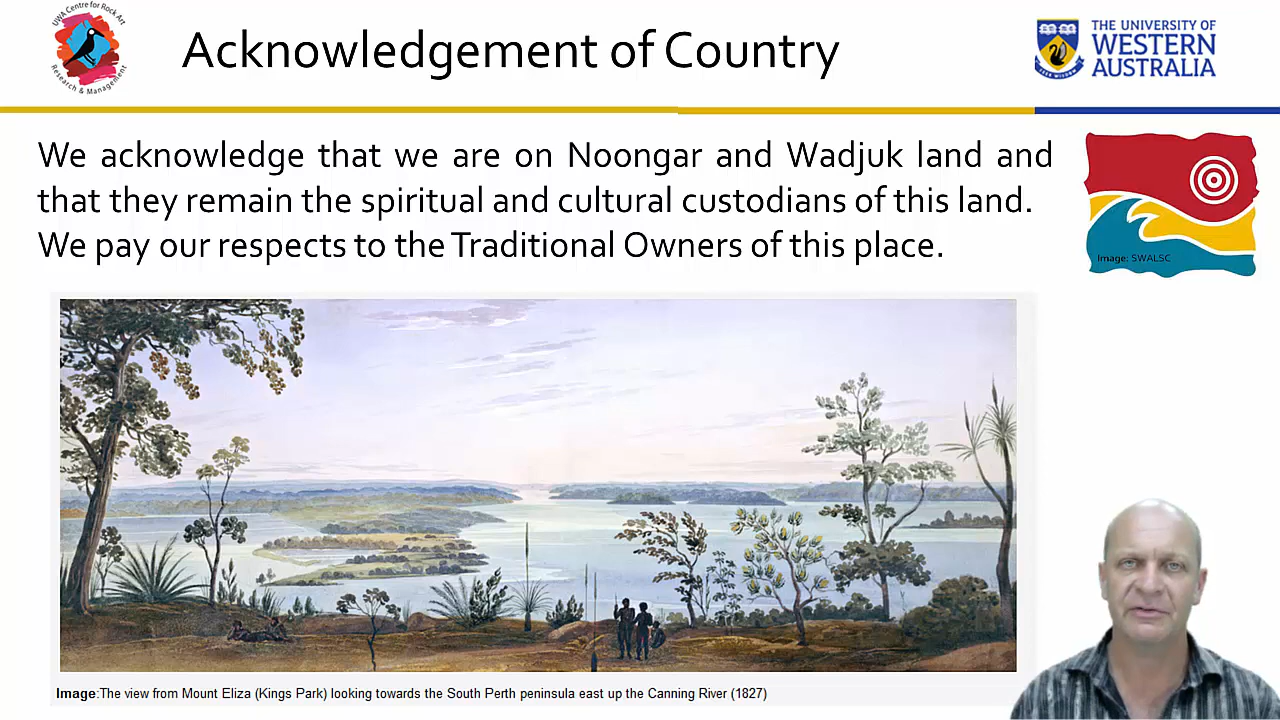 UWA Centre for Rock Art
Research & Management
Acknowledgement of Country
THE UNIVERSITY OF
WESTERN
AUSTRALIA
We acknowledge that we are on Noongar and Wadjuk land and
that they remain the spiritual and cultural custodians of this land.
We pay our respects to the Traditional Owners of this place.
Image: SWALSC
Image:The view from Mount Eliza (Kings Park) looking towards the South Perth peninsula east up the Canning River (1827)